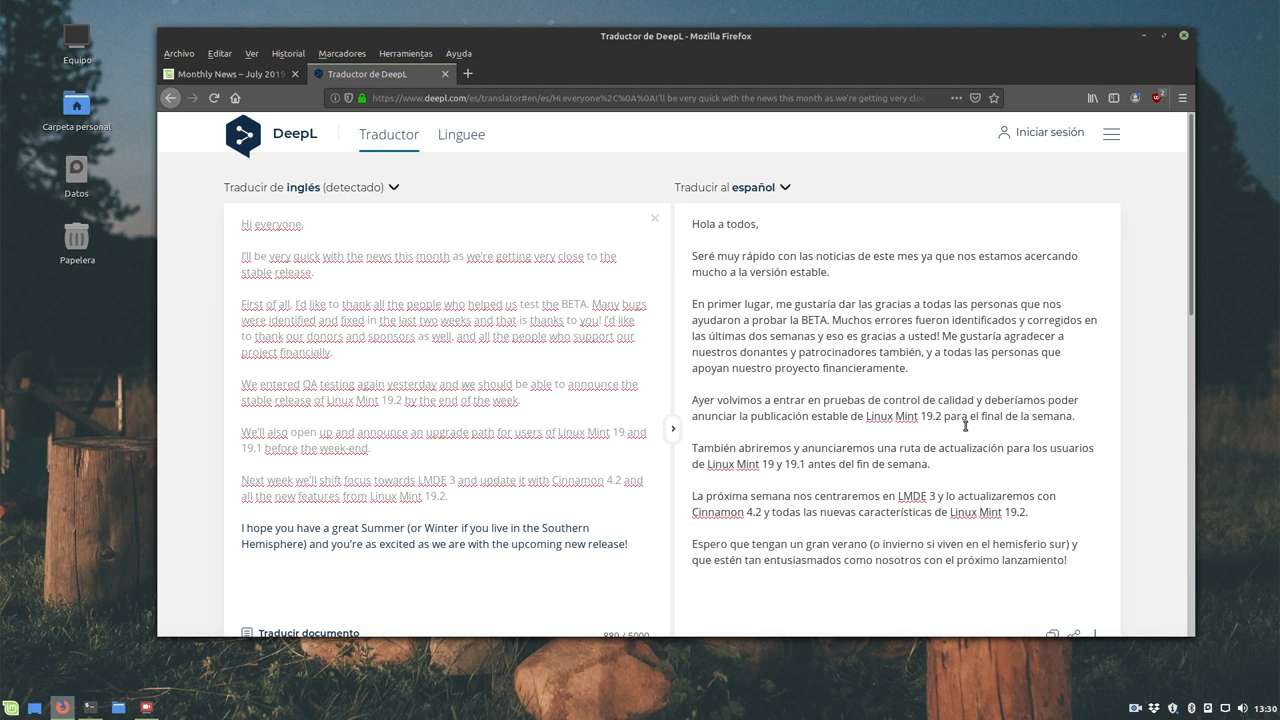 Equipo
Carpeta personal
Datos
Papelera
Traductor de DeepL - Mozilla Firefox
Archivo Editar Ver Historial Marcadores Herramientas Ayuda
Monthly News – July 2019
Traductor de DeepL
https://www.deepl.com/es/translator#en/es/Hi everyone%2C%0A%0AI'll be very quick with the news this month as we're getting very clo
2
DeepL
Traductor
Linguee
Iniciar sesión
Traducir de inglés (detectado)
Hi everyone,
I'll be very quick with the news this month as we're getting very close to the
stable release.
First of all, I'd like to thank all the people who helped us test the BETA. Many bugs
were identified and fixed in the last two weeks and that is thanks to you! I'd like
to thank our donors and sponsors as well, and all the people who support our
project financially.
We entered QA testing again yesterday and we should be able to announce the
stable release of Linux Mint 19.2 by the end of the week.
We'll also open up and announce an upgrade path for users of Linux Mint 19 and
19.1 before the week-end.
Next week we'll shift focus towards LMDE 3 and update it with Cinnamon 4.2 and
all the new features from Linux Mint 19.2.
I hope you have a great Summer (or Winter if you live in the Southern
Hemisphere) and you're as excited as we are with the upcoming new release!
Traducir documento
889 / 5000
Traducir al español
Hola a todos,
Seré muy rápido con las noticias de este mes ya que nos estamos acercando
mucho a la versión estable.
En primer lugar, me gustaría dar las gracias a todas las personas que nos
ayudaron a probar la BETA. Muchos errores fueron identificados y corregidos en
las últimas dos semanas y eso es gracias a usted! Me gustaría agradecer a
nuestros donantes y patrocinadores también, y a todas las personas que
apoyan nuestro proyecto financieramente.
Ayer volvimos a entrar en pruebas de control de calidad y deberíamos poder
anunciar la publicación estable de Linux Mint 19.2 para el final de la semana.
También abriremos y anunciaremos una ruta de actualización para los usuarios
de Linux Mint 19 y 19.1 antes del fin de semana.
La próxima semana nos centraremos en LMDE 3 y lo actualizaremos con
Cinnamon 4.2 y todas las nuevas características de Linux Mint 19.2.
Espero que tengan un gran verano (o invierno si viven en el hemisferio sur) y
que estén tan entusiasmados como nosotros con el próximo lanzamiento!
13:30